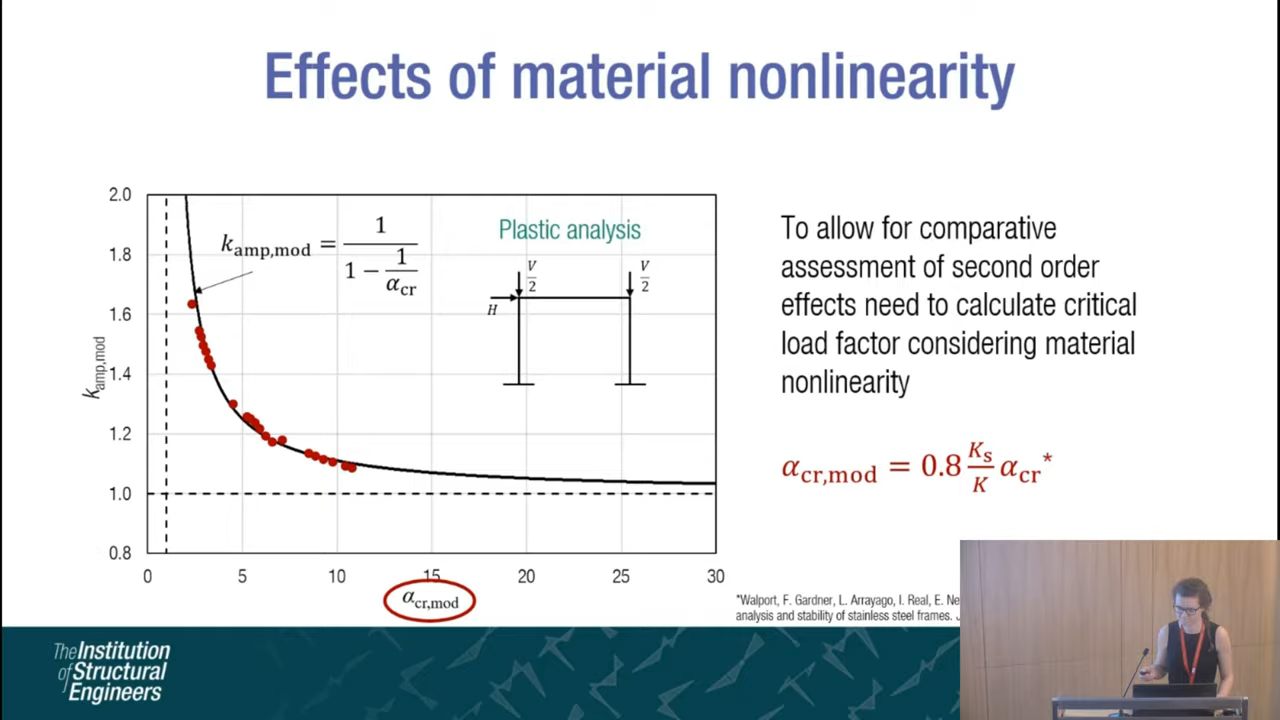 Effects of material nonlinearity
2.0
1.8
1.6
1.4
1.2
1.0
0.8
k_amp,mod
k_amp,mod = 1 / (1 − 1/α_cr)
Plastic analysis
V/2
V/2
H
0 5 10 15 20 25 30
α_cr,mod
To allow for comparative
assessment of second order
effects need to calculate critical
load factor considering material
nonlinearity
α_cr,mod = 0.8 K_s/K α_cr*
*Walport, F. Gardner, L. Arrayago, I. Real, E.
analysis and stability of stainless steel frames.
The Institution
of Structural
Engineers